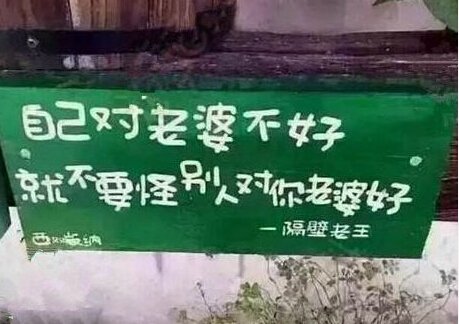 自己对老婆不好
就不要怪别人对你老婆好
一隔壁老王